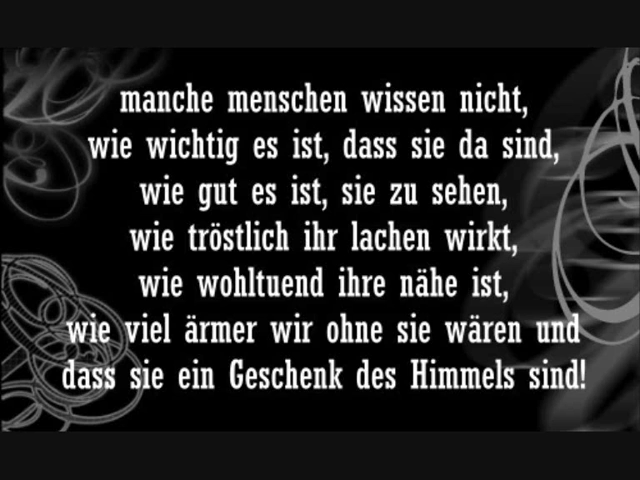 manche menschen wissen nicht,
wie wichtig es ist, dass sie da sind,
wie gut es ist, sie zu sehen,
wie tröstlich ihr lachen wirkt,
wie wohltuend ihre nähe ist,
wie viel ärmer wir ohne sie wären und
dass sie ein Geschenk des Himmels sind!